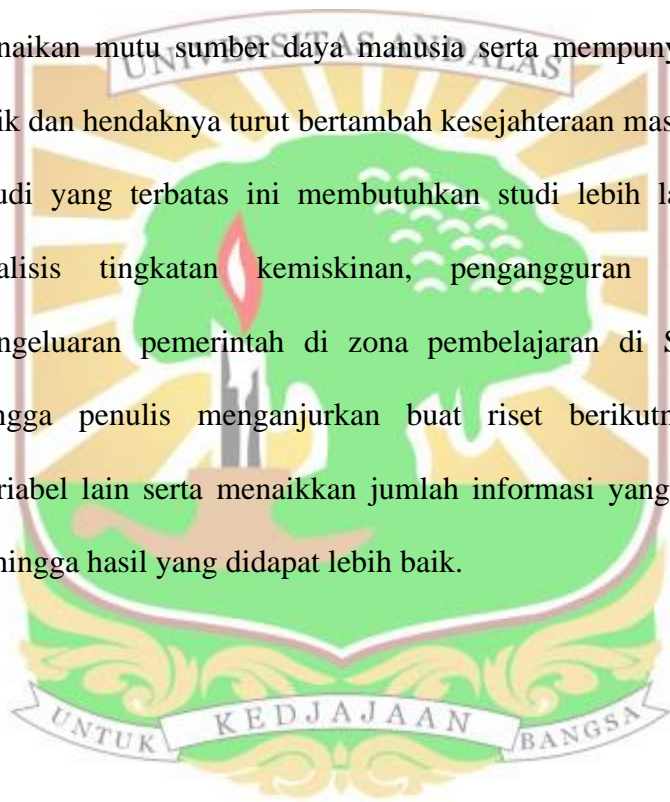 naikan mutu sumber daya manusia serta mempuny
UNIVERSITAS ANDALAS
ik dan hendaknya turut bertambah kesejahteraan mas
udi yang terbatas ini membutuhkan studi lebih la
alisis tingkatan kemiskinan, pengangguran
ngeluaran pemerintah di zona pembelajaran di S
ngga penulis menganjurkan buat riset berikutn
riabel lain serta menaikkan jumlah informasi yang
hingga hasil yang didapat lebih baik.
UNTUK KEDJAJAAN BANGSA